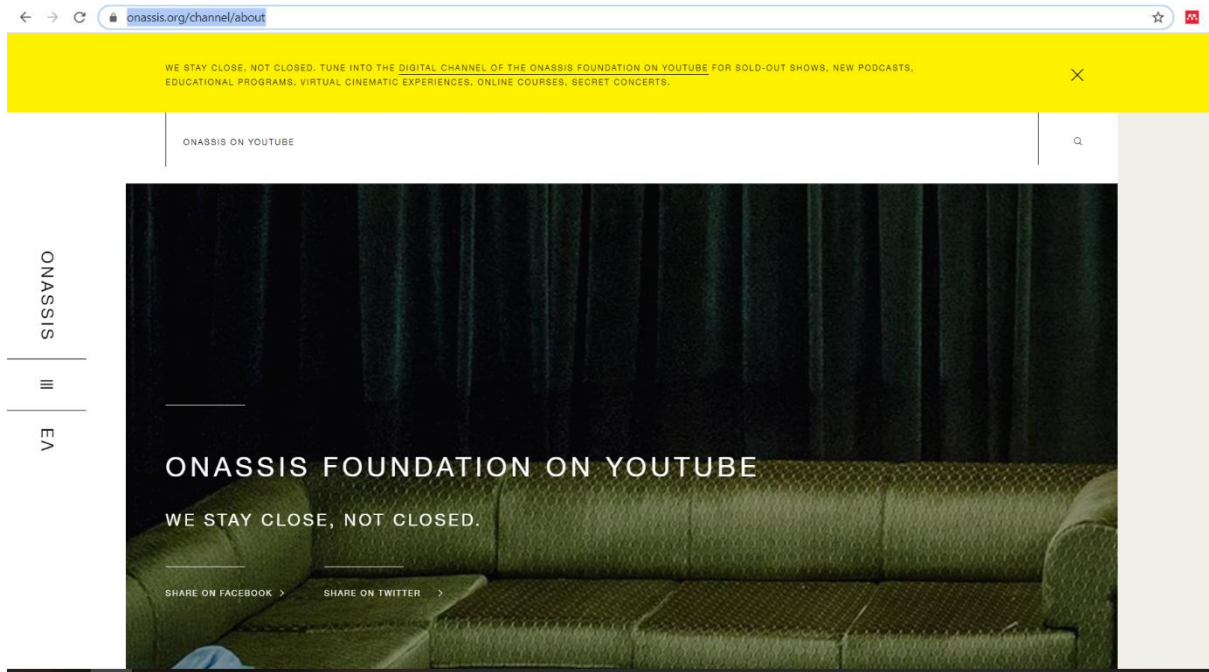 onassis.org/channel/about
WE STAY CLOSE, NOT CLOSED. TUNE INTO THE DIGITAL CHANNEL OF THE ONASSIS FOUNDATION ON YOUTUBE FOR SOLD-OUT SHOWS, NEW PODCASTS,
EDUCATIONAL PROGRAMS, VIRTUAL CINEMATIC EXPERIENCES, ONLINE COURSES, SECRET CONCERTS.
ONASSIS ON YOUTUBE
ONASSIS
ΕΛ
ONASSIS FOUNDATION ON YOUTUBE
WE STAY CLOSE, NOT CLOSED.
SHARE ON FACEBOOK >
SHARE ON TWITTER >